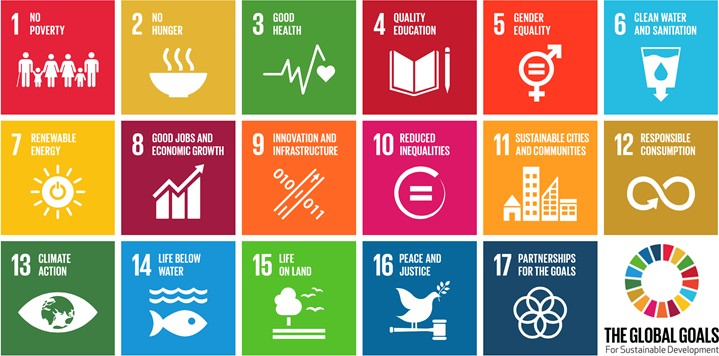 1 NO
POVERTY
2 NO
HUNGER
3 GOOD
HEALTH
4 QUALITY
EDUCATION
5 GENDER
EQUALITY
6 CLEAN WATER
AND SANITATION
7 RENEWABLE
ENERGY
8 GOOD JOBS AND
ECONOMIC GROWTH
9 INNOVATION AND
INFRASTRUCTURE
010
011
10 REDUCED
INEQUALITIES
11 SUSTAINABLE CITIES
AND COMMUNITIES
12 RESPONSIBLE
CONSUMPTION
13 CLIMATE
ACTION
14 LIFE BELOW
WATER
15 LIFE
ON LAND
16 PEACE AND
JUSTICE
17 PARTNERSHIPS
FOR THE GOALS
THE GLOBAL GOALS
For Sustainable Development